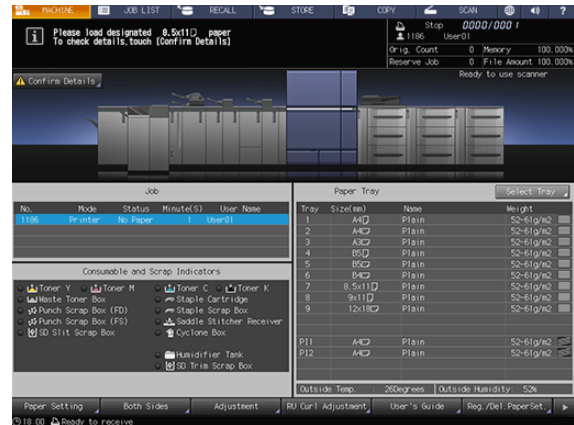 MACHINE JOB LIST RECALL STORE COPY SCAN
Please load designated 8.5x11 paper
To check details,touch [Confirm Details]
Stop 0000/0001
1186 User01
Orig. Count 0 Memory 100.000%
Reserve Job 0 File Amount 100.000%
Ready to use scanner
Confirm Details
Job
No. Mode Status Minute(S) User Name
1186 Printer No Paper 1 User01
Consumable and Scrap Indicators
Toner Y Toner M Toner C Toner K
Waste Toner Box Staple Cartridge
Punch Scrap Box (FD) Staple Scrap Box
Punch Scrap Box (FS) Saddle Stitcher Receiver
SD Slit Scrap Box Cyclone Box
Humidifier Tank
SD Trim Scrap Box
Paper Tray Select Tray
Tray Size(mm) Name Weight
1 A4 Plain 52-61g/m2
2 A4 Plain 52-61g/m2
3 A3 Plain 52-61g/m2
4 B5 Plain 52-61g/m2
5 B5 Plain 52-61g/m2
6 B4 Plain 52-61g/m2
7 8.5x11 Plain 52-61g/m2
8 9x11 Plain 52-61g/m2
9 12x18 Plain 52-61g/m2
PI1 A4 Plain 52-61g/m2
PI2 A4 Plain 52-61g/m2
Outside Temp. : 26Degrees Outside Humidity: 52%
Paper Setting Both Sides Adjustment RU Curl Adjustment User's Guide Reg./Del.PaperSet.
18:00 Ready to receive